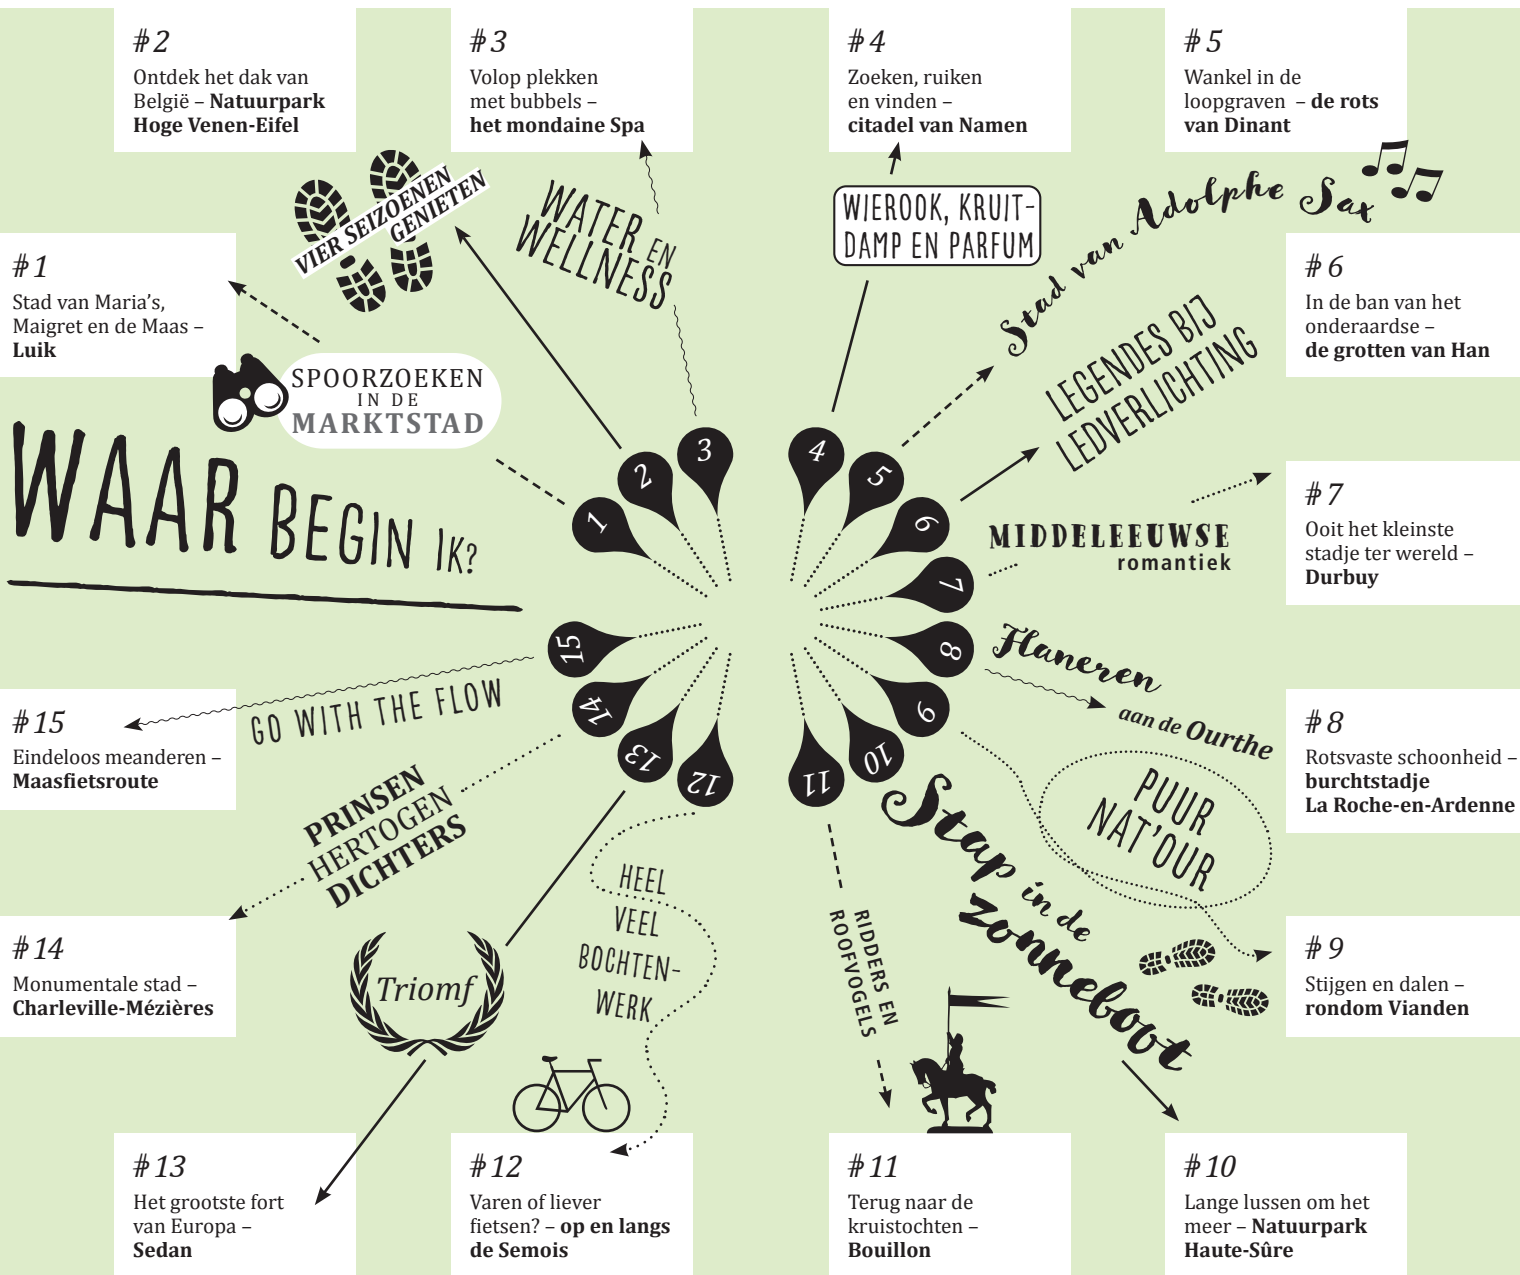 #2
Ontdek het dak van
België – Natuurpark
Hoge Venen-Eifel
#3
Volop plekken
met bubbels –
het mondaine Spa
#4
Zoeken, ruiken
en vinden –
citadel van Namen
#5
Wankel in de
loopgraven – de rots
van Dinant
VIER SEIZOENEN
GENIETEN
WATER EN
WELLNESS
WIEROOK, KRUIT-
DAMP EN PARFUM
Stad van Adolphe Sax
#1
Stad van Maria’s,
Maigret en de Maas –
Luik
#6
In de ban van het
onderaardse –
de grotten van Han
SPOORZOEKEN
IN DE
MARKTSTAD
LEGENDES BIJ
LEDVERLICHTING
WAAR BEGIN IK?
1
2
3
4
5
6
7
8
9
10
11
12
13
14
15
MIDDELEEUWSE
romantiek
#7
Ooit het kleinste
stadje ter wereld –
Durbuy
Flaneren
aan de Ourthe
#8
Rotsvaste schoonheid –
burchtstadje
La Roche-en-Ardenne
#15
Eindeloos meanderen –
Maasfietsroute
GO WITH THE FLOW
PRINSEN
HERTOGEN
DICHTERS
PUUR
NAT’OUR
Stap in de
zonneboot
HEEL
VEEL
BOCHTEN-
WERK
RIDDERS EN
ROOFVOGELS
Triomf
#14
Monumentale stad –
Charleville-Mézières
#9
Stijgen en dalen –
rondom Vianden
#13
Het grootste fort
van Europa –
Sedan
#12
Varen of liever
fietsen? – op en langs
de Semois
#11
Terug naar de
kruistochten –
Bouillon
#10
Lange lussen om het
meer – Natuurpark
Haute-Sûre